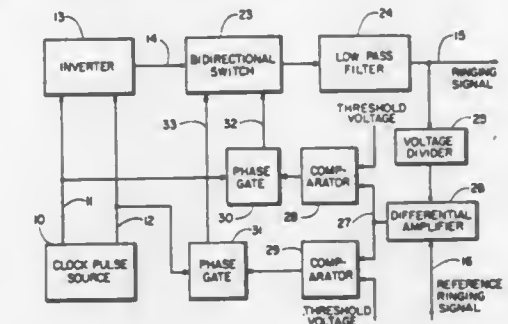 13
INVERTER
14
23
BIDIRECTIONAL
SWITCH
24
LOW PASS
FILTER
15
RINGING
SIGNAL
33
32
THRESHOLD
VOLTAGE
25
VOLTAGE
DIVIDER
PHASE
GATE
30
COMP-
ARATOR
28
27
26
DIFFERENTIAL
AMPLIFIER
11
12
10
CLOCK PULSE
SOURCE
31
PHASE
GATE
29
COMP-
ARATOR
16
REFERENCE
RINGING
SIGNAL
THRESHOLD
VOLTAGE